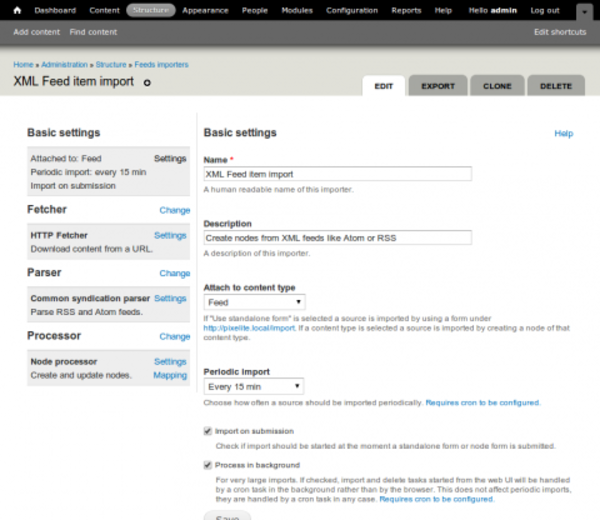 Dashboard Content Structure Appearance People Modules Configuration Reports Help Hello admin Log out
Add content Find content Edit shortcuts
Home » Administration » Structure » Feeds importers
XML Feed item import
EDIT EXPORT CLONE DELETE
Basic settings
Attached to: Feed Settings
Periodic import: every 15 min
Import on submission
Fetcher Change
HTTP Fetcher Settings
Download content from a URL.
Parser Change
Common syndication parser Settings
Parse RSS and Atom feeds.
Processor Change
Node processor Settings
Create and update nodes. Mapping
Basic settings Help
Name *
XML Feed item import
A human readable name of this importer.
Description
Create nodes from XML feeds like Atom or RSS
A description of this importer.
Attach to content type
Feed
If "Use standalone form" is selected a source is imported by using a form under
http://pixelite.local/import. If a content type is selected a source is imported by creating a node of that
content type.
Periodic import
Every 15 min
Choose how often a source should be imported periodically. Requires cron to be configured.
Import on submission
Check if import should be started at the moment a standalone form or node form is submitted.
Process in background
For very large imports. If checked, import and delete tasks started from the web UI will be handled
by a cron task in the background rather than by the browser. This does not affect periodic imports,
they are handled by a cron task in any case. Requires cron to be configured.
Save